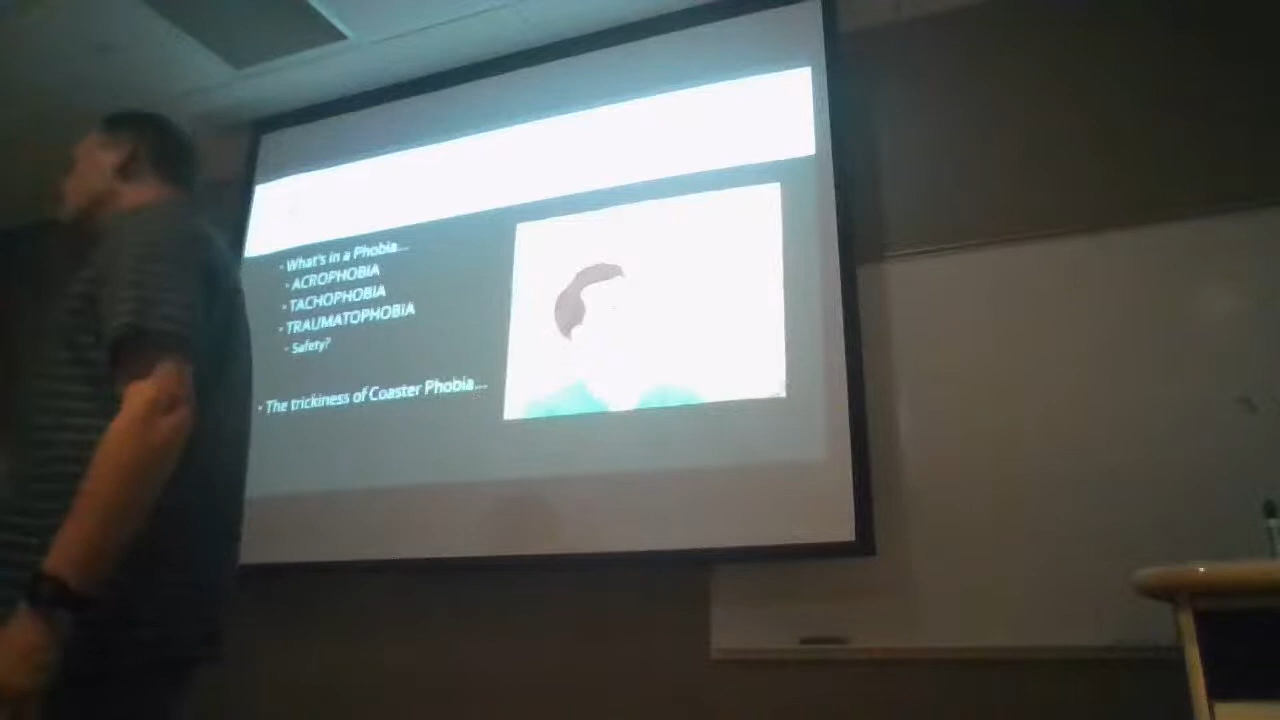 · What's in a Phobia...
· ACROPHOBIA
· TACHOPHOBIA
· TRAUMATOPHOBIA
· Safety?
· The trickiness of Coaster Phobia...